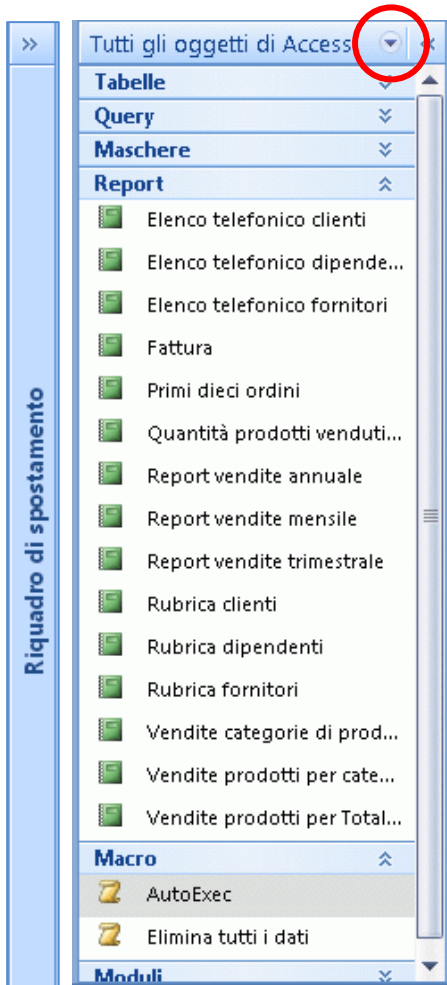 Riquadro di spostamento
Tutti gli oggetti di Access
Tabelle
Query
Maschere
Report
Elenco telefonico clienti
Elenco telefonico dipende...
Elenco telefonico fornitori
Fattura
Primi dieci ordini
Quantità prodotti venduti...
Report vendite annuale
Report vendite mensile
Report vendite trimestrale
Rubrica clienti
Rubrica dipendenti
Rubrica fornitori
Vendite categorie di prod...
Vendite prodotti per cate...
Vendite prodotti per Total...
Macro
AutoExec
Elimina tutti i dati
Moduli